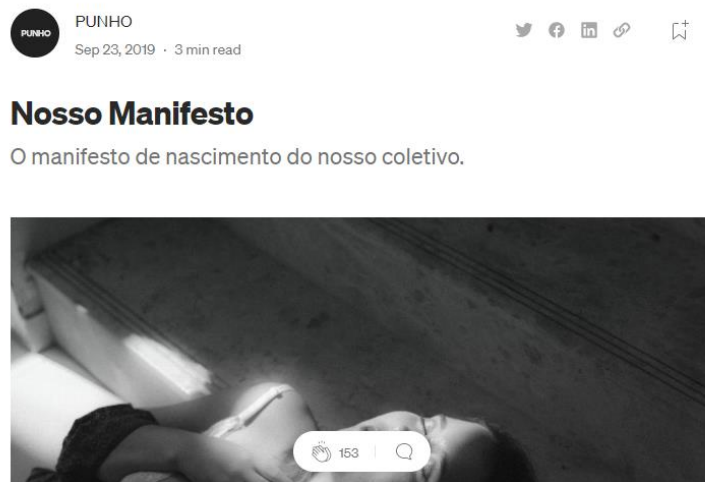 PUNHO
PUNHO
Sep 23, 2019 · 3 min read
Nosso Manifesto
O manifesto de nascimento do nosso coletivo.
153